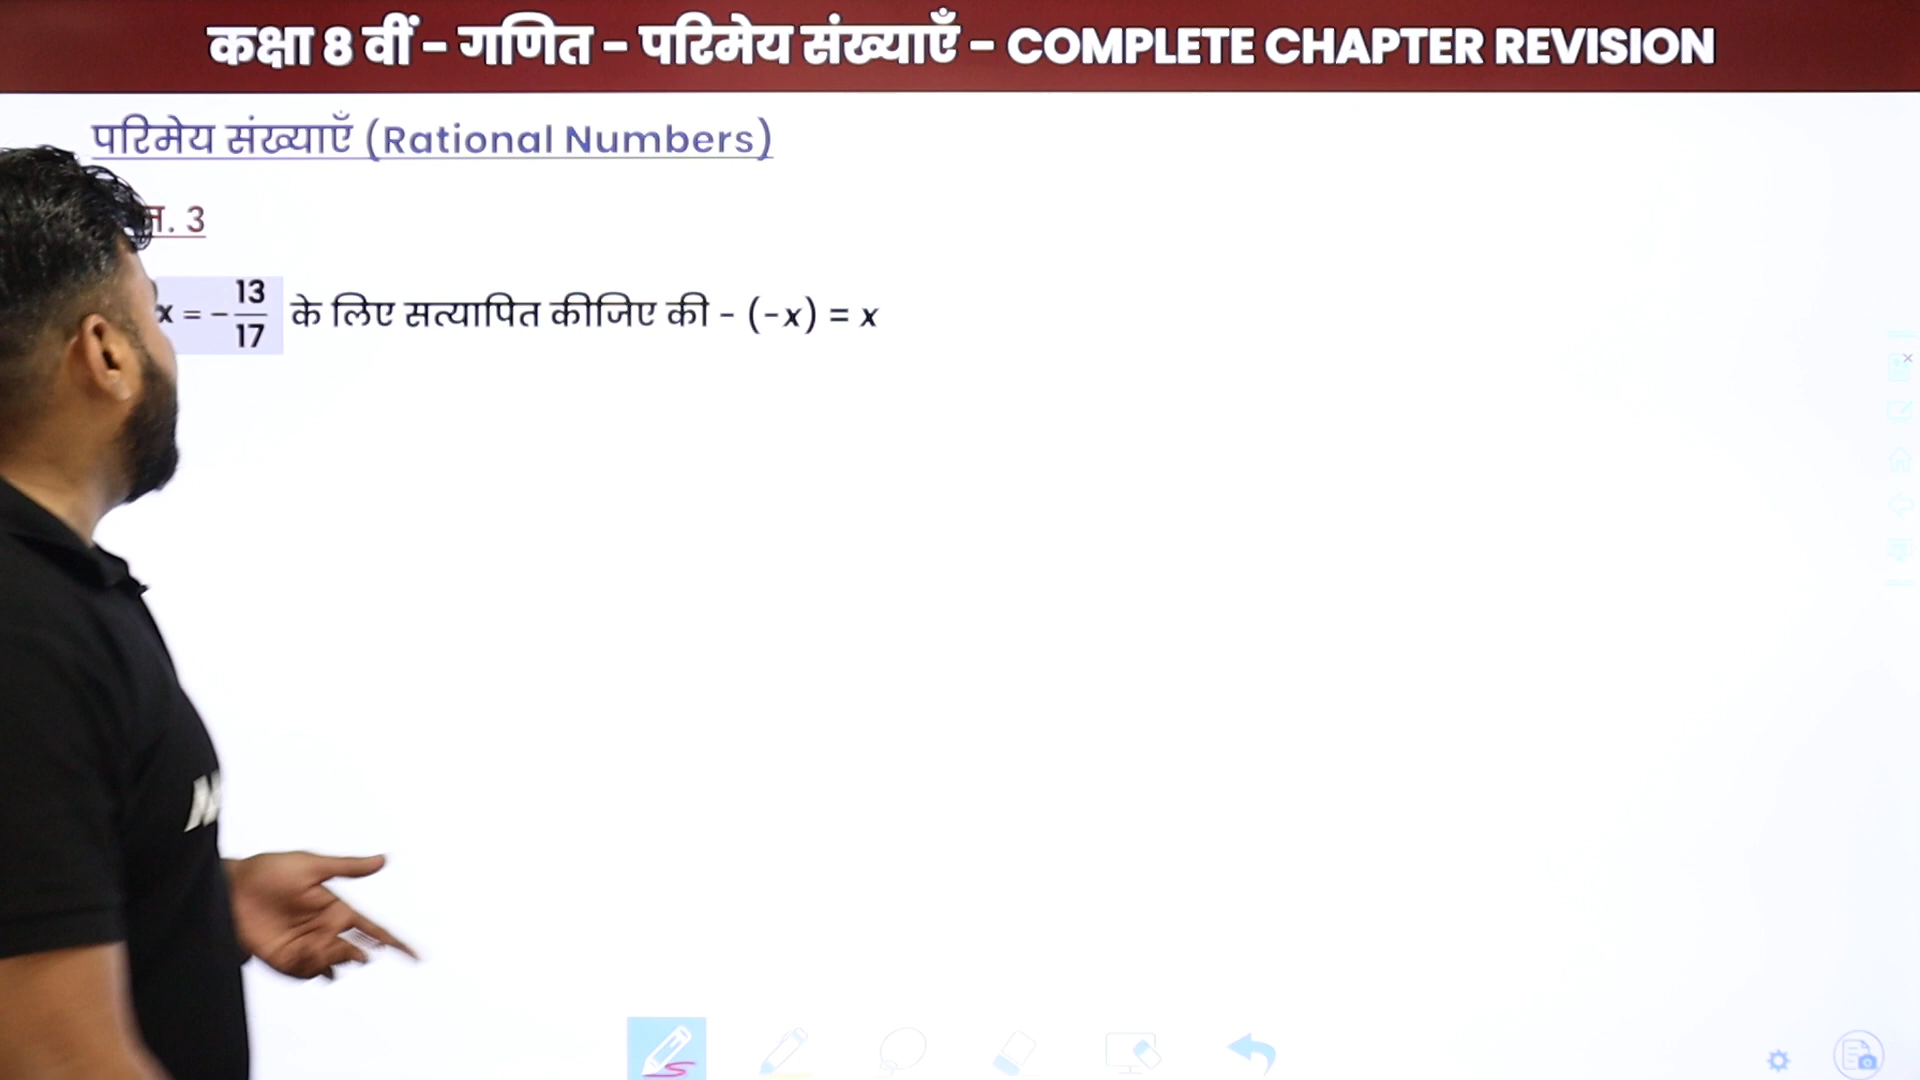 कक्षा 8 वीं - गणित - परिमेय संख्याएँ - COMPLETE CHAPTER REVISION
परिमेय संख्याएँ (Rational Numbers)
न. 3
x = -13/17 के लिए सत्यापित कीजिए की - (-x) = x